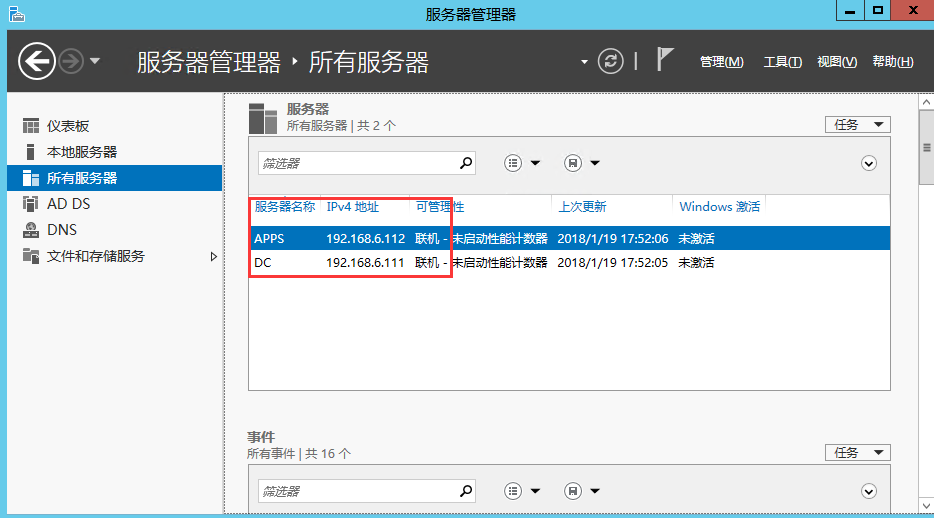 服务器管理器
服务器管理器 ‣ 所有服务器
管理(M) 工具(T) 视图(V) 帮助(H)
仪表板
本地服务器
所有服务器
AD DS
DNS
文件和存储服务
服务器
所有服务器 | 共 2 个
任务
筛选器
服务器名称 IPv4 地址 可管理性 上次更新 Windows 激活
APPS 192.168.6.112 联机 - 未启动性能计数器 2018/1/19 17:52:06 未激活
DC 192.168.6.111 联机 - 未启动性能计数器 2018/1/19 17:52:05 未激活
事件
所有事件 | 共 16 个
任务
筛选器